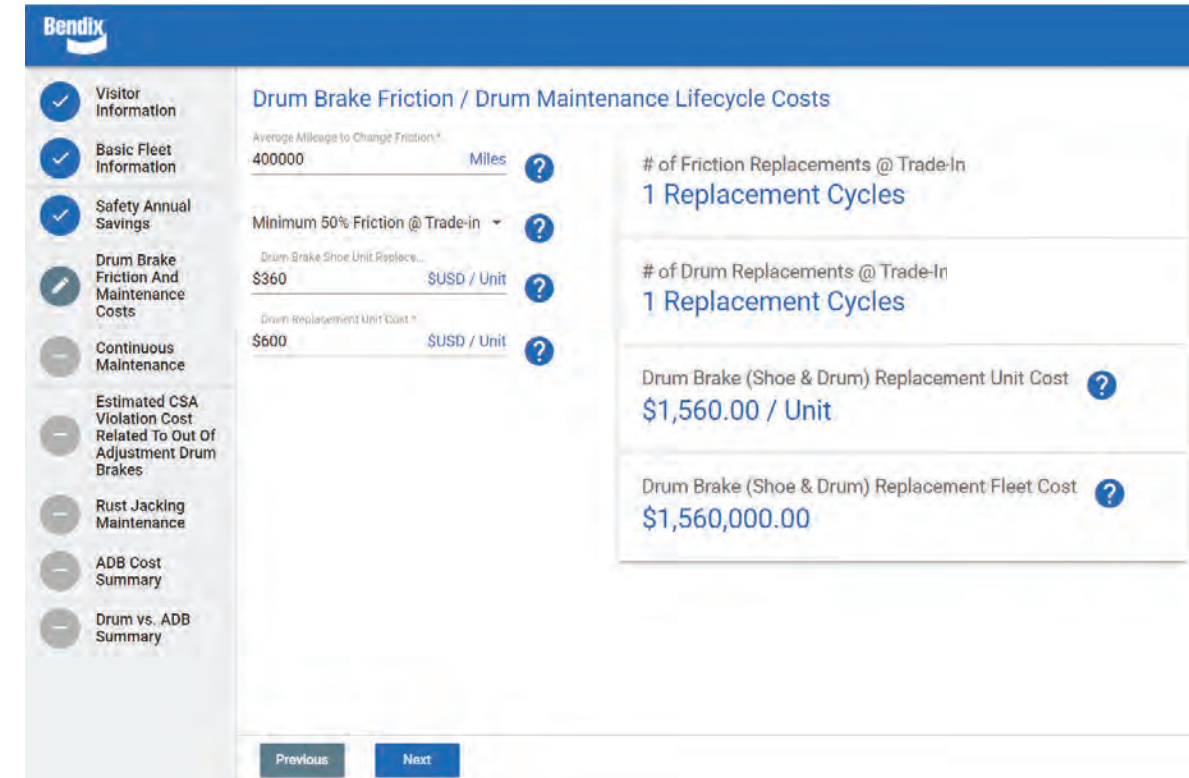 Bendix
Visitor
Information
Basic Fleet
Information
Safety Annual
Savings
Drum Brake
Friction And
Maintenance
Costs
Continuous
Maintenance
Estimated CSA
Violation Cost
Related To Out Of
Adjustment Drum
Brakes
Rust Jacking
Maintenance
ADB Cost
Summary
Drum vs. ADB
Summary
Drum Brake Friction / Drum Maintenance Lifecycle Costs
Average Mileage to Change Friction *
400000 Miles ?
Minimum 50% Friction @ Trade-in ?
Drum Brake Shoe Unit Replace...
$360 $USD / Unit ?
Drum Replacement Unit Cost *
$600 $USD / Unit ?
# of Friction Replacements @ Trade-In
1 Replacement Cycles
# of Drum Replacements @ Trade-In
1 Replacement Cycles
Drum Brake (Shoe & Drum) Replacement Unit Cost ?
$1,560.00 / Unit
Drum Brake (Shoe & Drum) Replacement Fleet Cost ?
$1,560,000.00
Previous Next